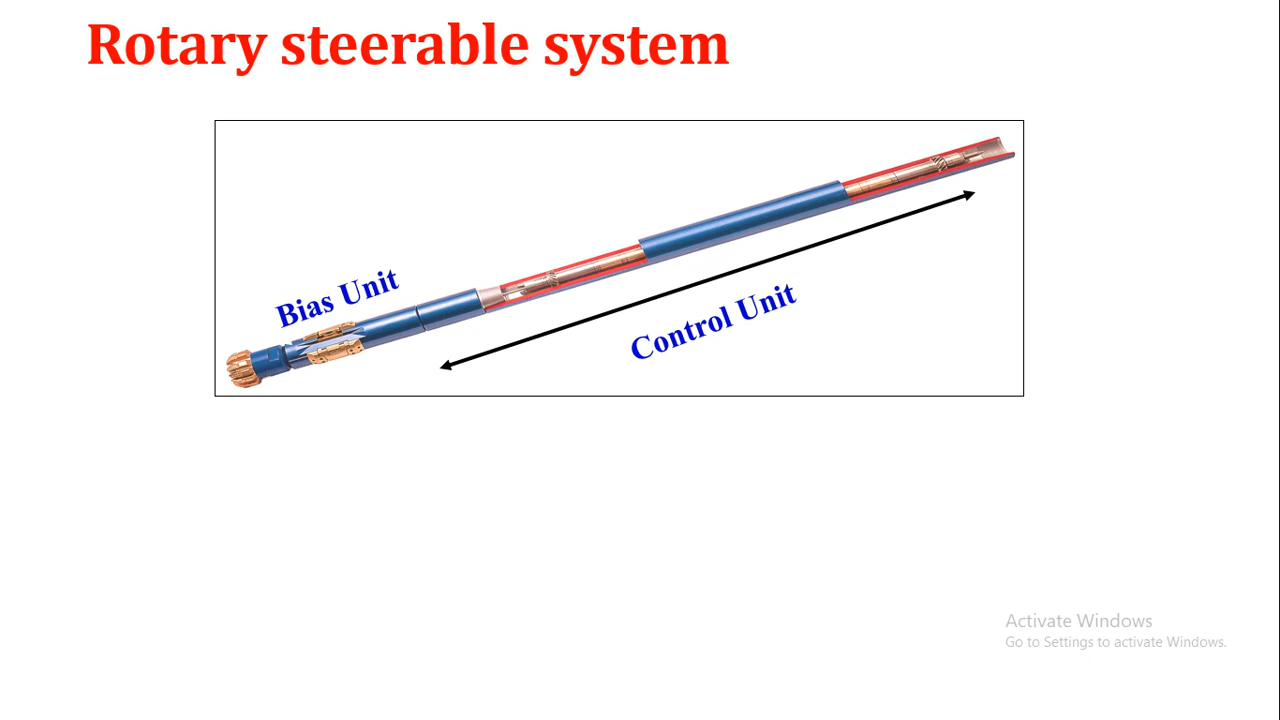 Rotary steerable system
Bias Unit
Control Unit
Activate Windows
Go to Settings to activate Windows.